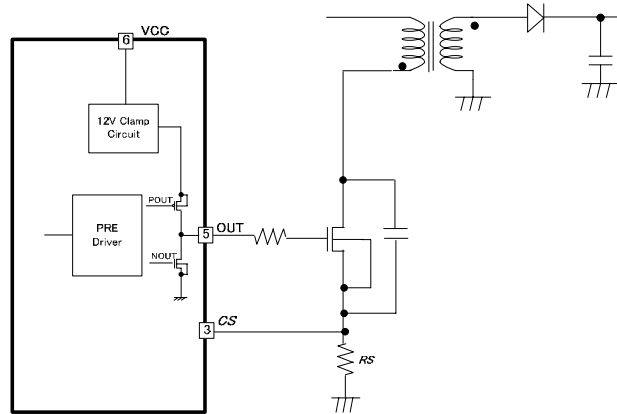 6 VCC
12V Clamp
Circuit
POUT
PRE
Driver
5 OUT
NOUT
3 CS
RS